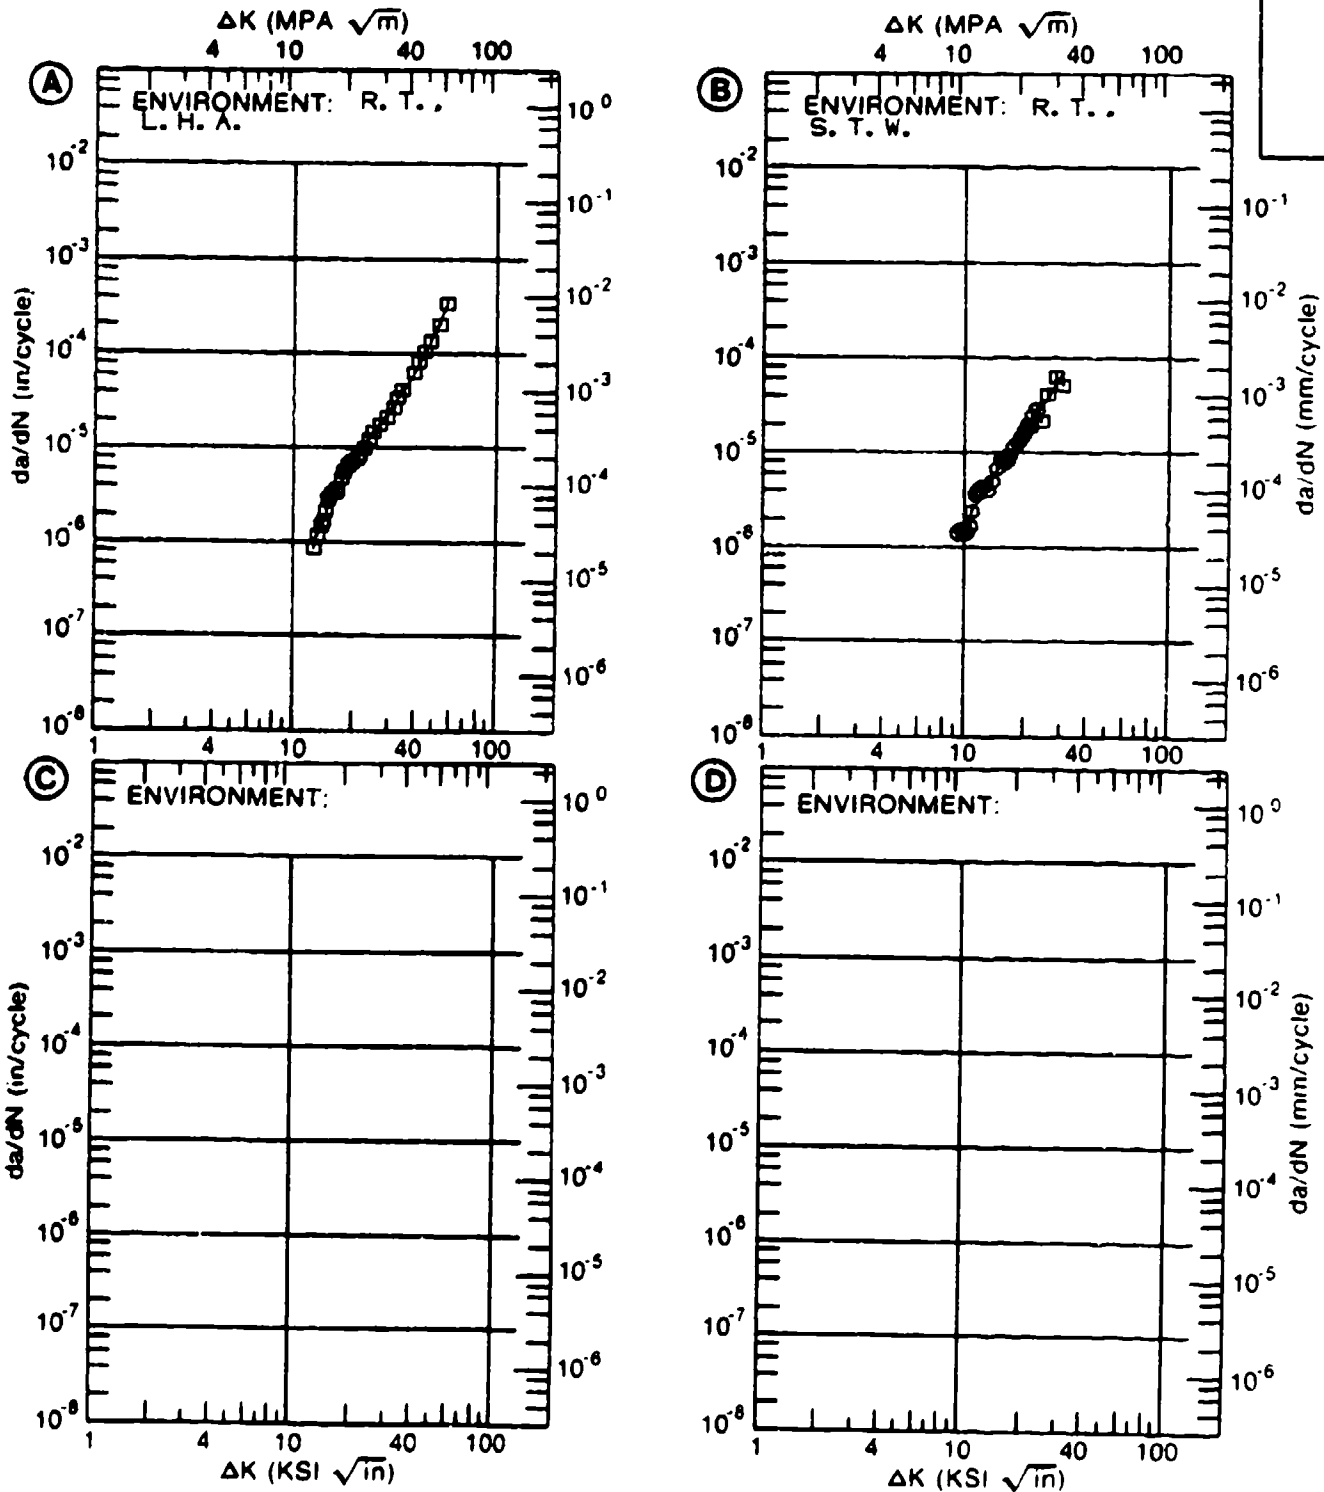 ΔK (MPA √m)
4 10 40 100
A
ENVIRONMENT: R. T.,
L. H. A.
10⁰
10⁻²
10⁻¹
10⁻³
10⁻²
10⁻⁴
10⁻³
10⁻⁵
10⁻⁴
10⁻⁶
10⁻⁵
10⁻⁷
10⁻⁶
10⁻⁸
1 4 10 40 100
da/dN (in/cycle)
ΔK (MPA √m)
4 10 40 100
B
ENVIRONMENT: R. T.,
S. T. W.
10⁻²
10⁻¹
10⁻³
10⁻²
10⁻⁴
10⁻³
10⁻⁵
10⁻⁴
10⁻⁶
10⁻⁵
10⁻⁷
10⁻⁶
10⁻⁸
1 4 10 40 100
da/dN (mm/cycle)
C
ENVIRONMENT:
10⁰
10⁻²
10⁻¹
10⁻³
10⁻²
10⁻⁴
10⁻³
10⁻⁵
10⁻⁴
10⁻⁶
10⁻⁵
10⁻⁷
10⁻⁶
10⁻⁸
1 4 10 40 100
da/dN (in/cycle)
ΔK (KSI √in)
D
ENVIRONMENT:
10⁰
10⁻²
10⁻¹
10⁻³
10⁻²
10⁻⁴
10⁻³
10⁻⁵
10⁻⁴
10⁻⁶
10⁻⁵
10⁻⁷
10⁻⁶
10⁻⁸
1 4 10 40 100
da/dN (mm/cycle)
ΔK (KSI √in)